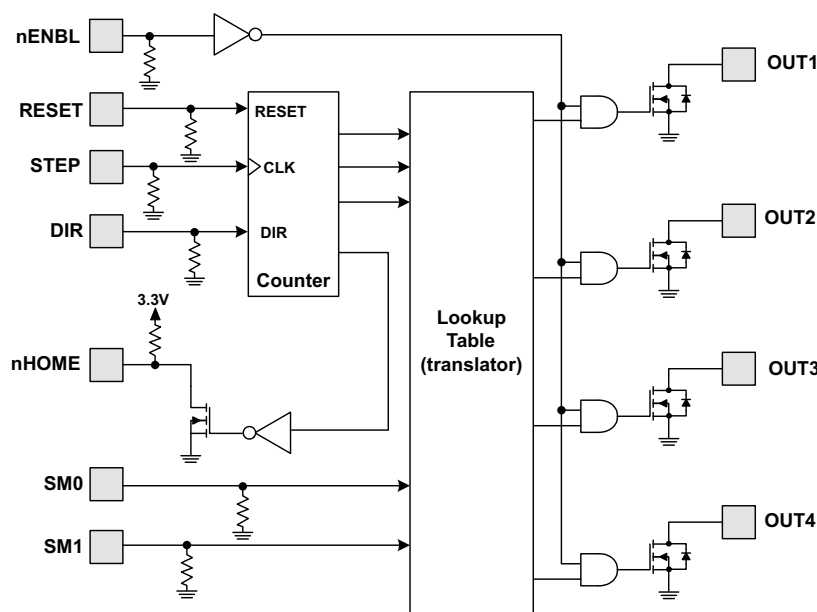 nENBL
OUT1
RESET
RESET
STEP
CLK
DIR
DIR
OUT2
Counter
3.3V
Lookup
Table
(translator)
nHOME
OUT3
SM0
OUT4
SM1